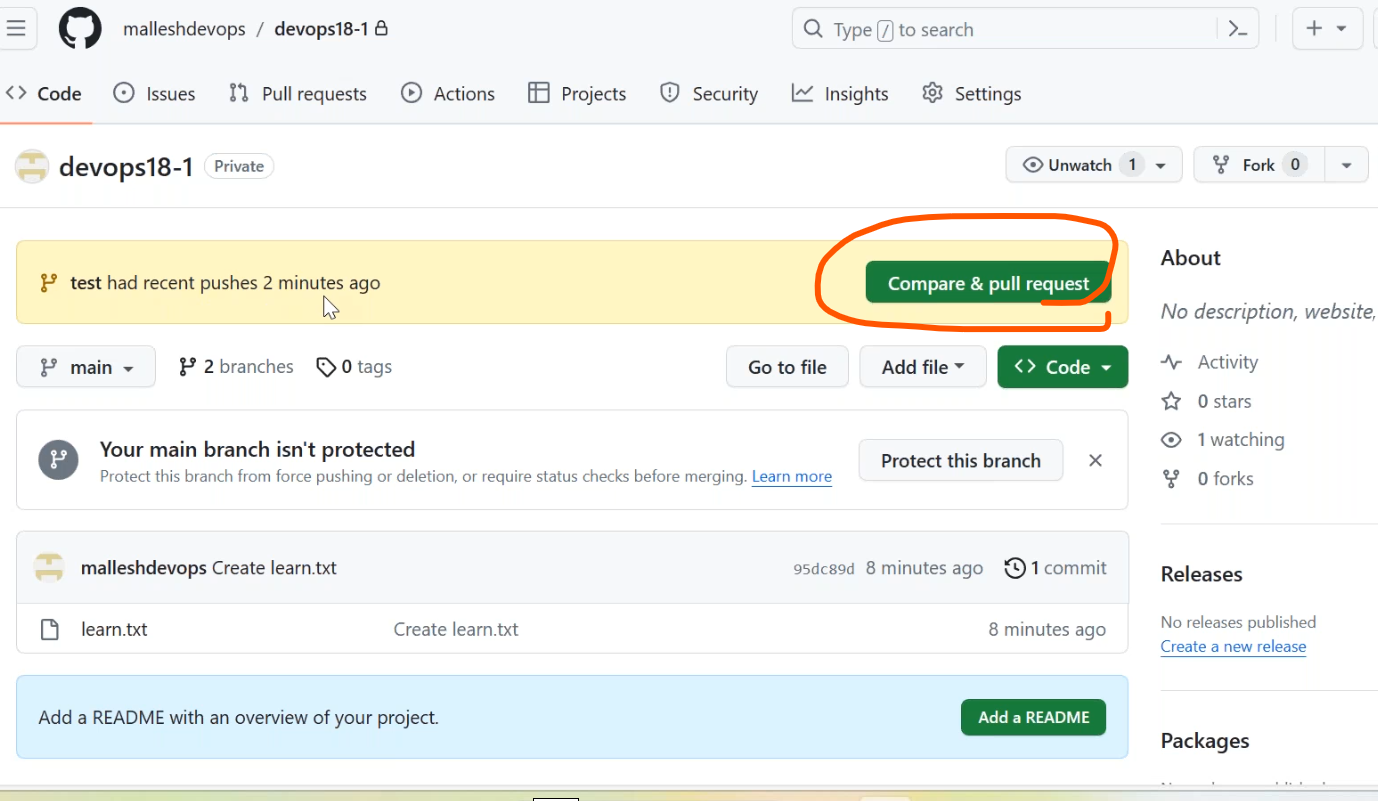 malleshdevops / devops18-1
Type / to search
Code Issues Pull requests Actions Projects Security Insights Settings
devops18-1 Private
Unwatch 1 Fork 0
test had recent pushes 2 minutes ago
Compare & pull request
main 2 branches 0 tags
Go to file Add file Code
Your main branch isn't protected
Protect this branch from force pushing or deletion, or require status checks before merging. Learn more
Protect this branch
malleshdevops Create learn.txt 95dc89d 8 minutes ago 1 commit
learn.txt Create learn.txt 8 minutes ago
Add a README with an overview of your project.
Add a README
About
No description, website,
Activity
0 stars
1 watching
0 forks
Releases
No releases published
Create a new release
Packages